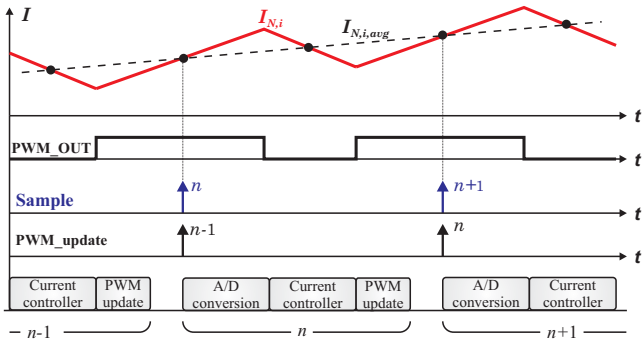 I
I_{N,i}
I_{N,i,avg}
t
PWM_OUT
t
Sample
n
n+1
t
PWM_update
n-1
n
t
Current controller
PWM update
A/D conversion
Current controller
PWM update
A/D conversion
Current controller
n-1
n
n+1